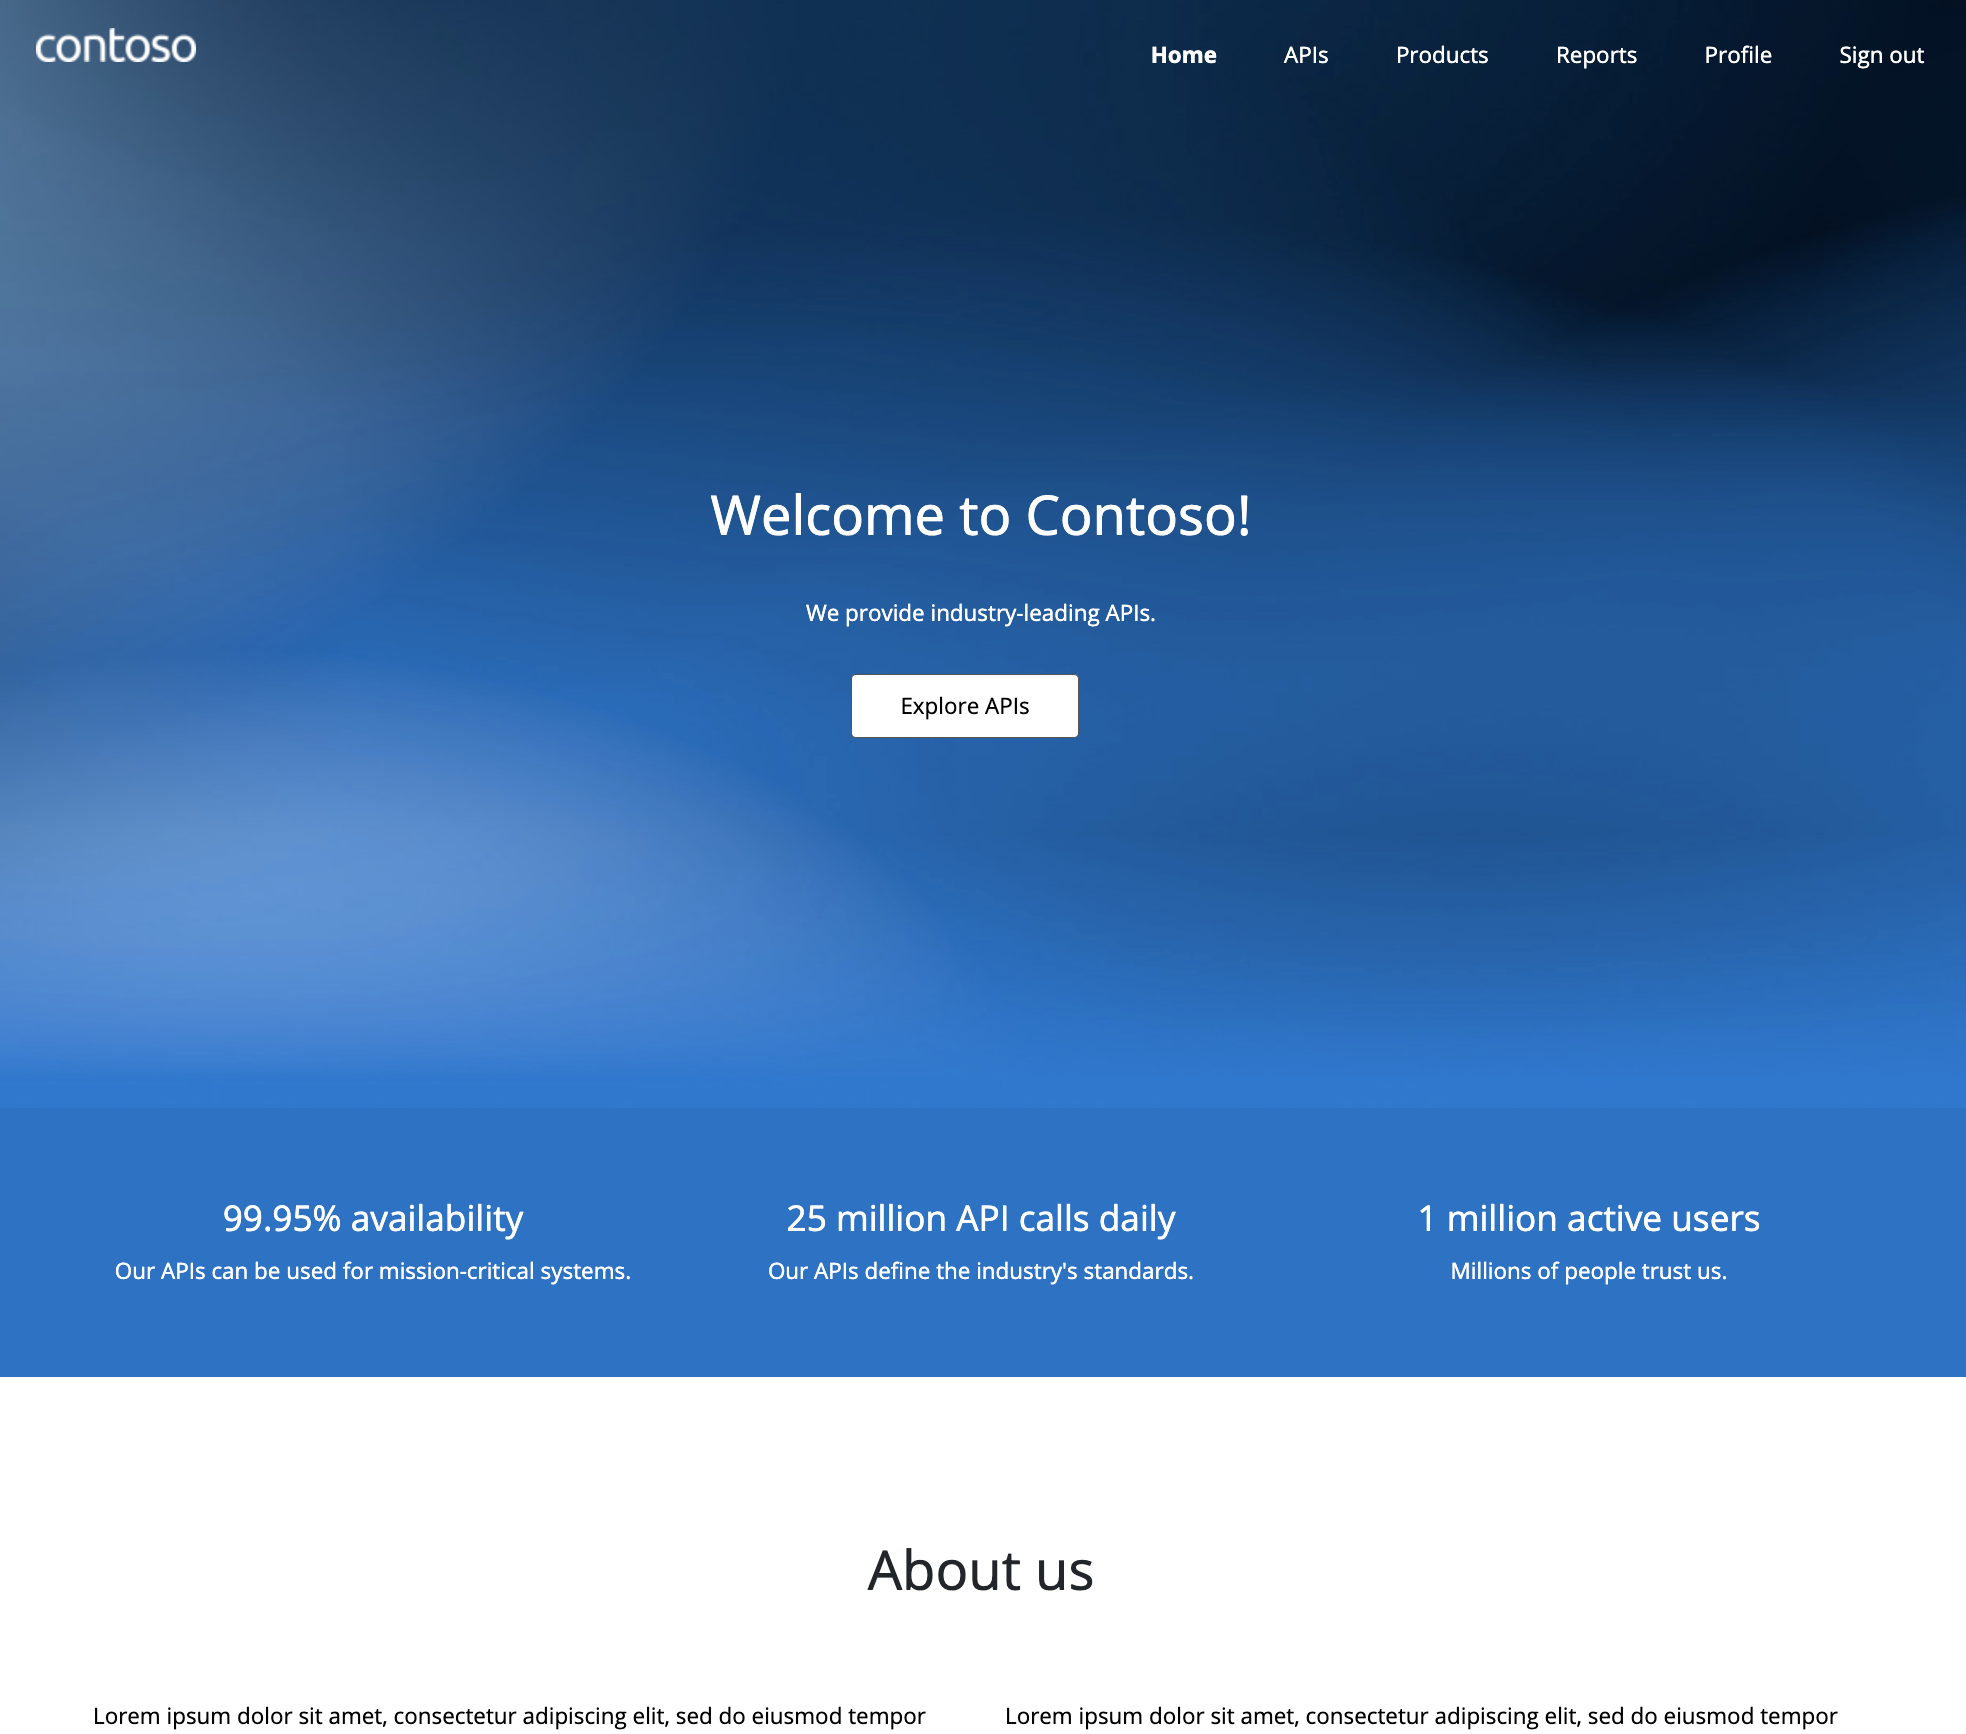 contoso
Home APIs Products Reports Profile Sign out
Welcome to Contoso!
We provide industry-leading APIs.
Explore APIs
99.95% availability
Our APIs can be used for mission-critical systems.
25 million API calls daily
Our APIs define the industry's standards.
1 million active users
Millions of people trust us.
About us
Lorem ipsum dolor sit amet, consectetur adipiscing elit, sed do eiusmod tempor
Lorem ipsum dolor sit amet, consectetur adipiscing elit, sed do eiusmod tempor